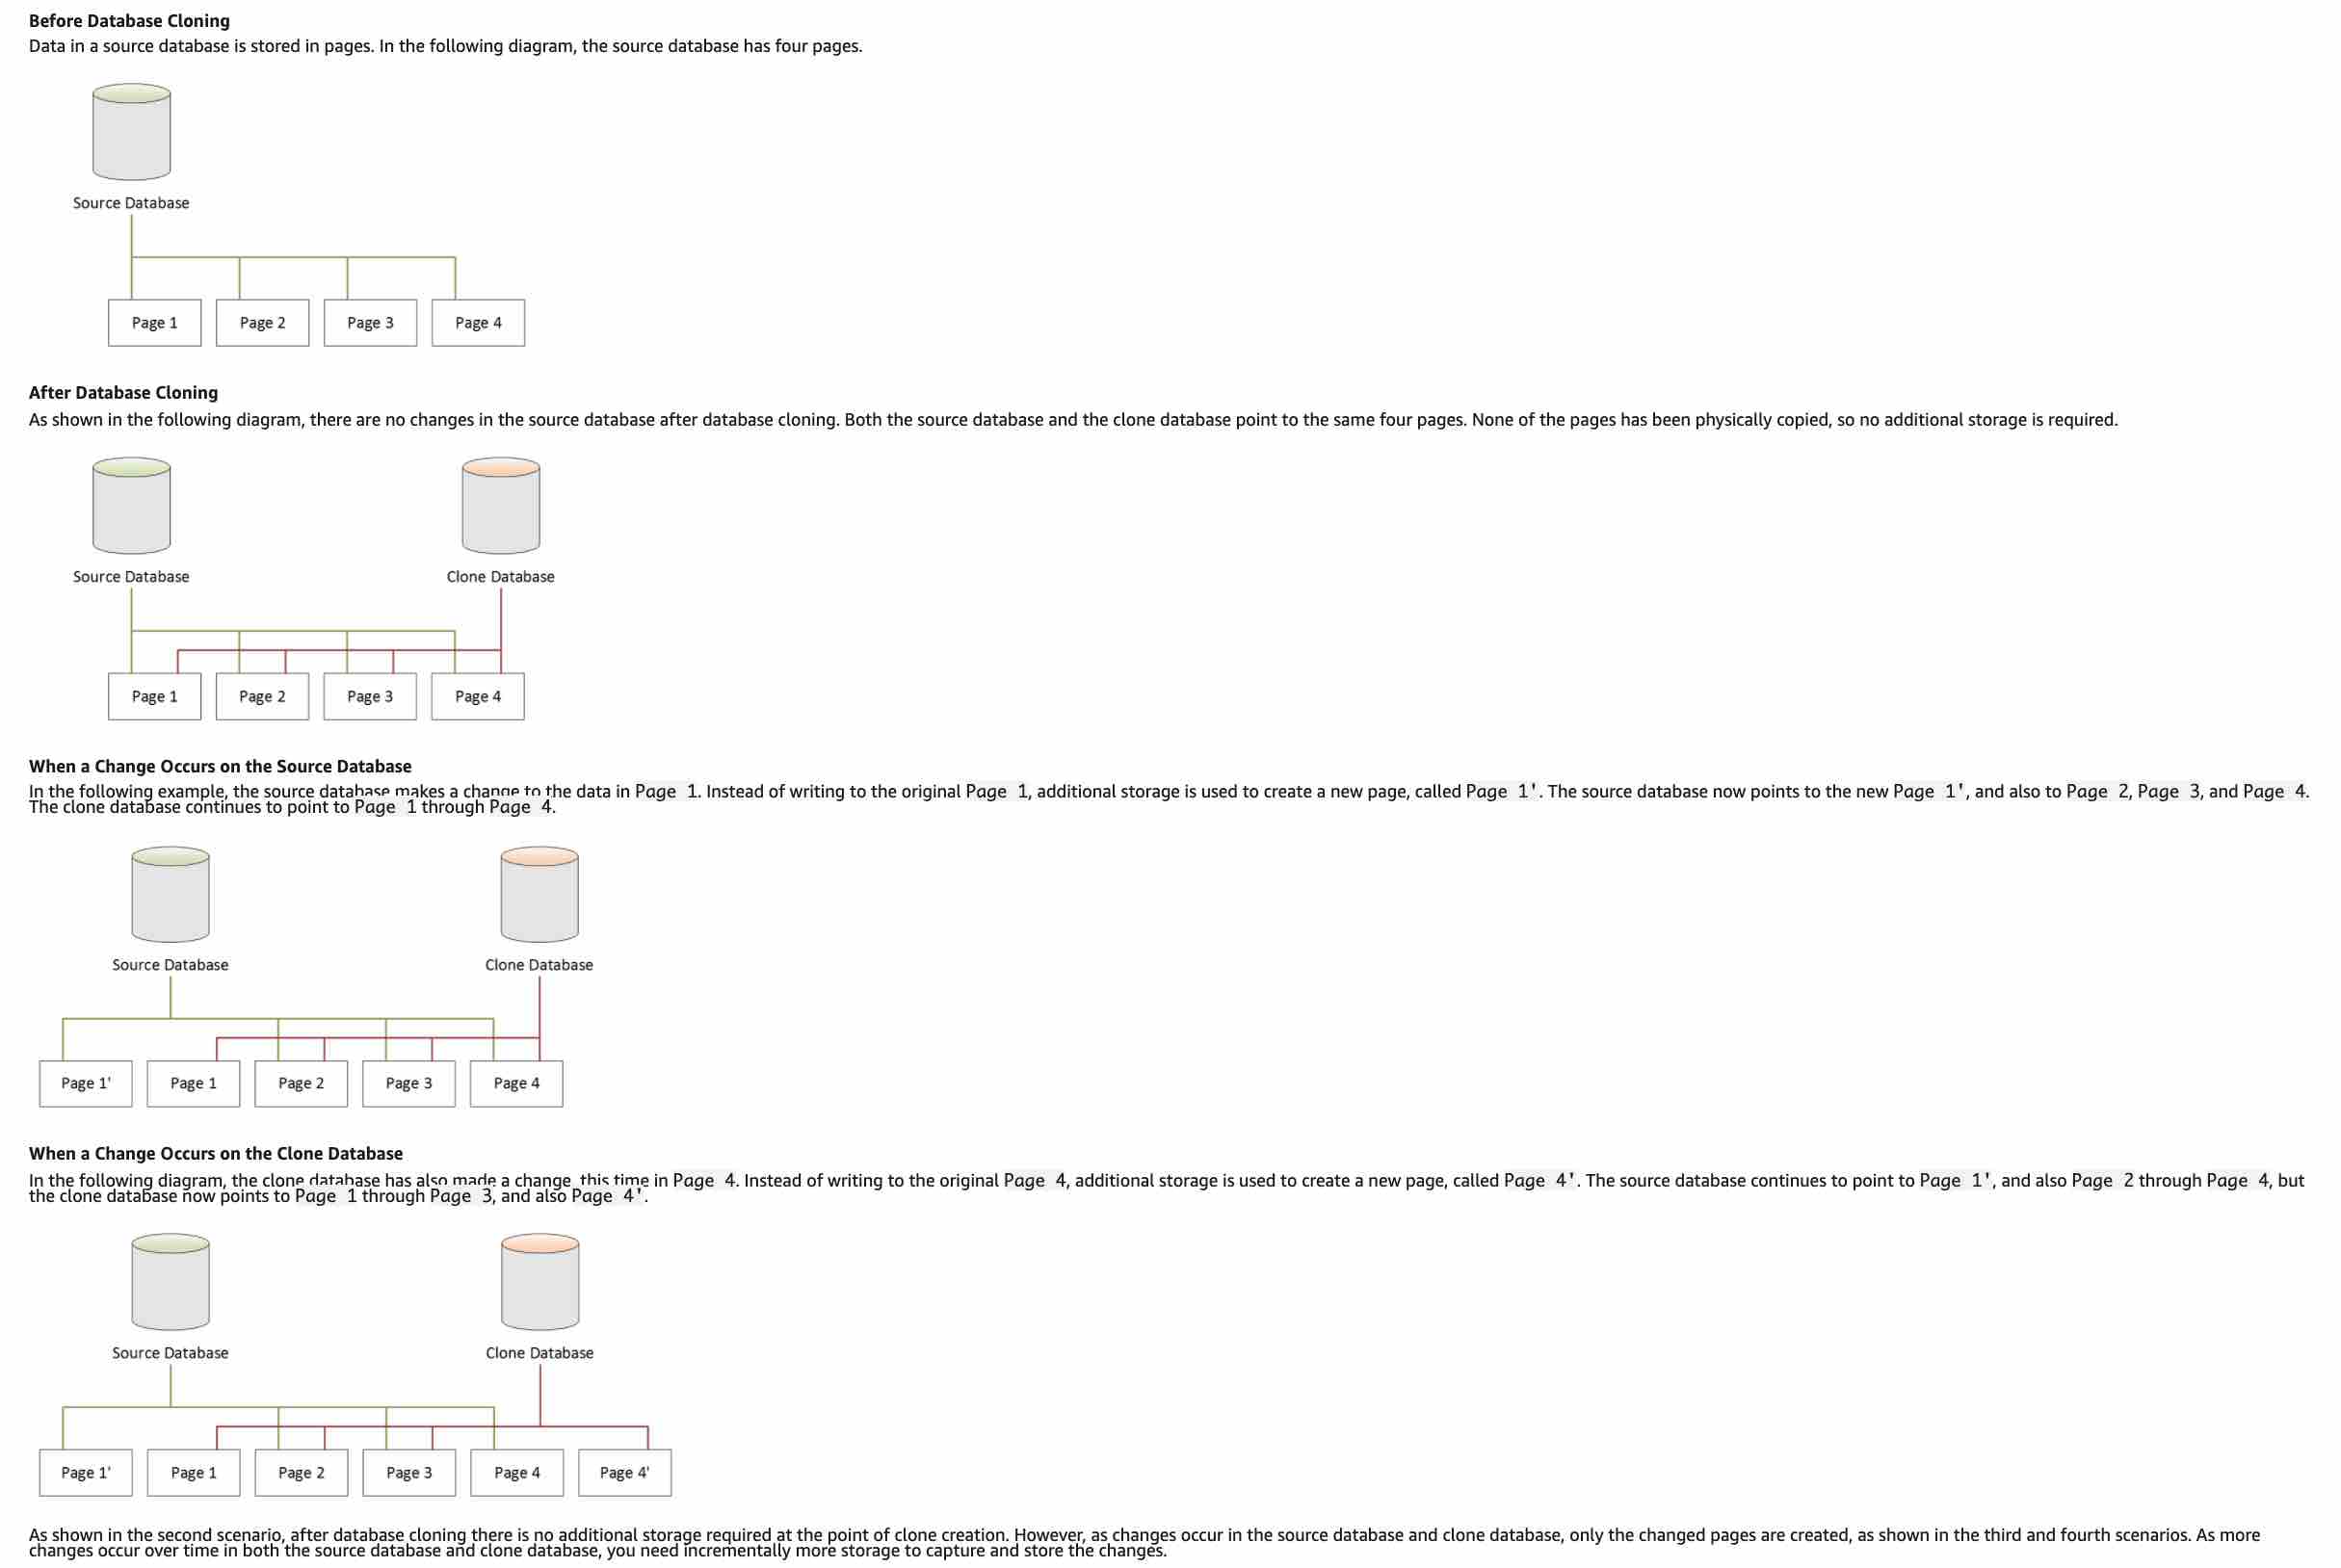 Before Database Cloning
Data in a source database is stored in pages. In the following diagram, the source database has four pages.
Source Database
Page 1 Page 2 Page 3 Page 4
After Database Cloning
As shown in the following diagram, there are no changes in the source database after database cloning. Both the source database and the clone database point to the same four pages. None of the pages has been physically copied, so no additional storage is required.
Source Database Clone Database
Page 1 Page 2 Page 3 Page 4
When a Change Occurs on the Source Database
In the following example, the source database makes a change to the data in Page 1. Instead of writing to the original Page 1, additional storage is used to create a new page, called Page 1'. The source database now points to the new Page 1', and also to Page 2, Page 3, and Page 4.
The clone database continues to point to Page 1 through Page 4.
Source Database Clone Database
Page 1' Page 1 Page 2 Page 3 Page 4
When a Change Occurs on the Clone Database
In the following diagram, the clone database has also made a change, this time in Page 4. Instead of writing to the original Page 4, additional storage is used to create a new page, called Page 4'. The source database continues to point to Page 1', and also Page 2 through Page 4, but
the clone database now points to Page 1 through Page 3, and also Page 4'.
Source Database Clone Database
Page 1' Page 1 Page 2 Page 3 Page 4 Page 4'
As shown in the second scenario, after database cloning there is no additional storage required at the point of clone creation. However, as changes occur in the source database and clone database, only the changed pages are created, as shown in the third and fourth scenarios. As more
changes occur over time in both the source database and clone database, you need incrementally more storage to capture and store the changes.